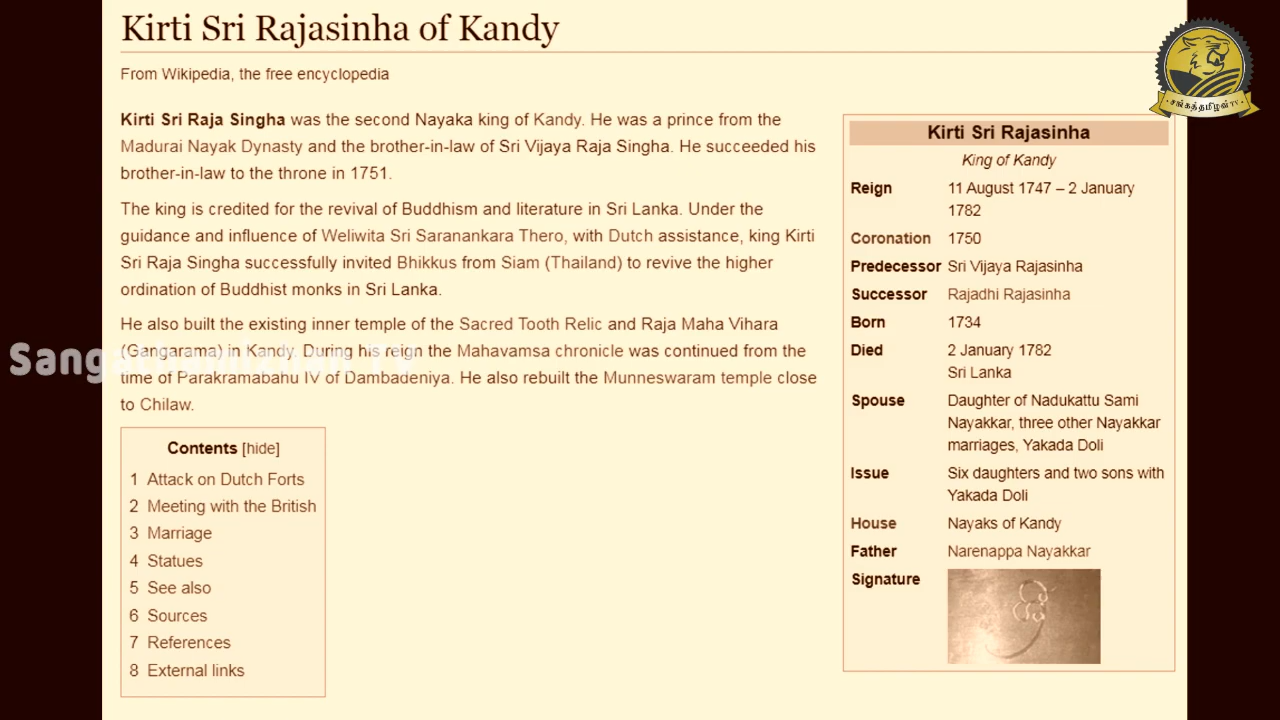 Kirti Sri Rajasinha of Kandy
From Wikipedia, the free encyclopedia
Kirti Sri Raja Singha was the second Nayaka king of Kandy. He was a prince from the
Madurai Nayak Dynasty and the brother-in-law of Sri Vijaya Raja Singha. He succeeded his
brother-in-law to the throne in 1751.
The king is credited for the revival of Buddhism and literature in Sri Lanka. Under the
guidance and influence of Weliwita Sri Saranankara Thero, with Dutch assistance, king Kirti
Sri Raja Singha successfully invited Bhikkus from Siam (Thailand) to revive the higher
ordination of Buddhist monks in Sri Lanka.
He also built the existing inner temple of the Sacred Tooth Relic and Raja Maha Vihara
(Gangarama) in Kandy. During his reign the Mahavamsa chronicle was continued from the
time of Parakramabahu IV of Dambadeniya. He also rebuilt the Munneswaram temple close
to Chilaw.
Contents [hide]
1 Attack on Dutch Forts
2 Meeting with the British
3 Marriage
4 Statues
5 See also
6 Sources
7 References
8 External links
Kirti Sri Rajasinha
King of Kandy
Reign 11 August 1747 – 2 January
1782
Coronation 1750
Predecessor Sri Vijaya Rajasinha
Successor Rajadhi Rajasinha
Born 1734
Died 2 January 1782
Sri Lanka
Spouse Daughter of Nadukattu Sami
Nayakkar, three other Nayakkar
marriages, Yakada Doli
Issue Six daughters and two sons with
Yakada Doli
House Nayaks of Kandy
Father Narenappa Nayakkar
Signature
சங்கத்தமிழன் TV